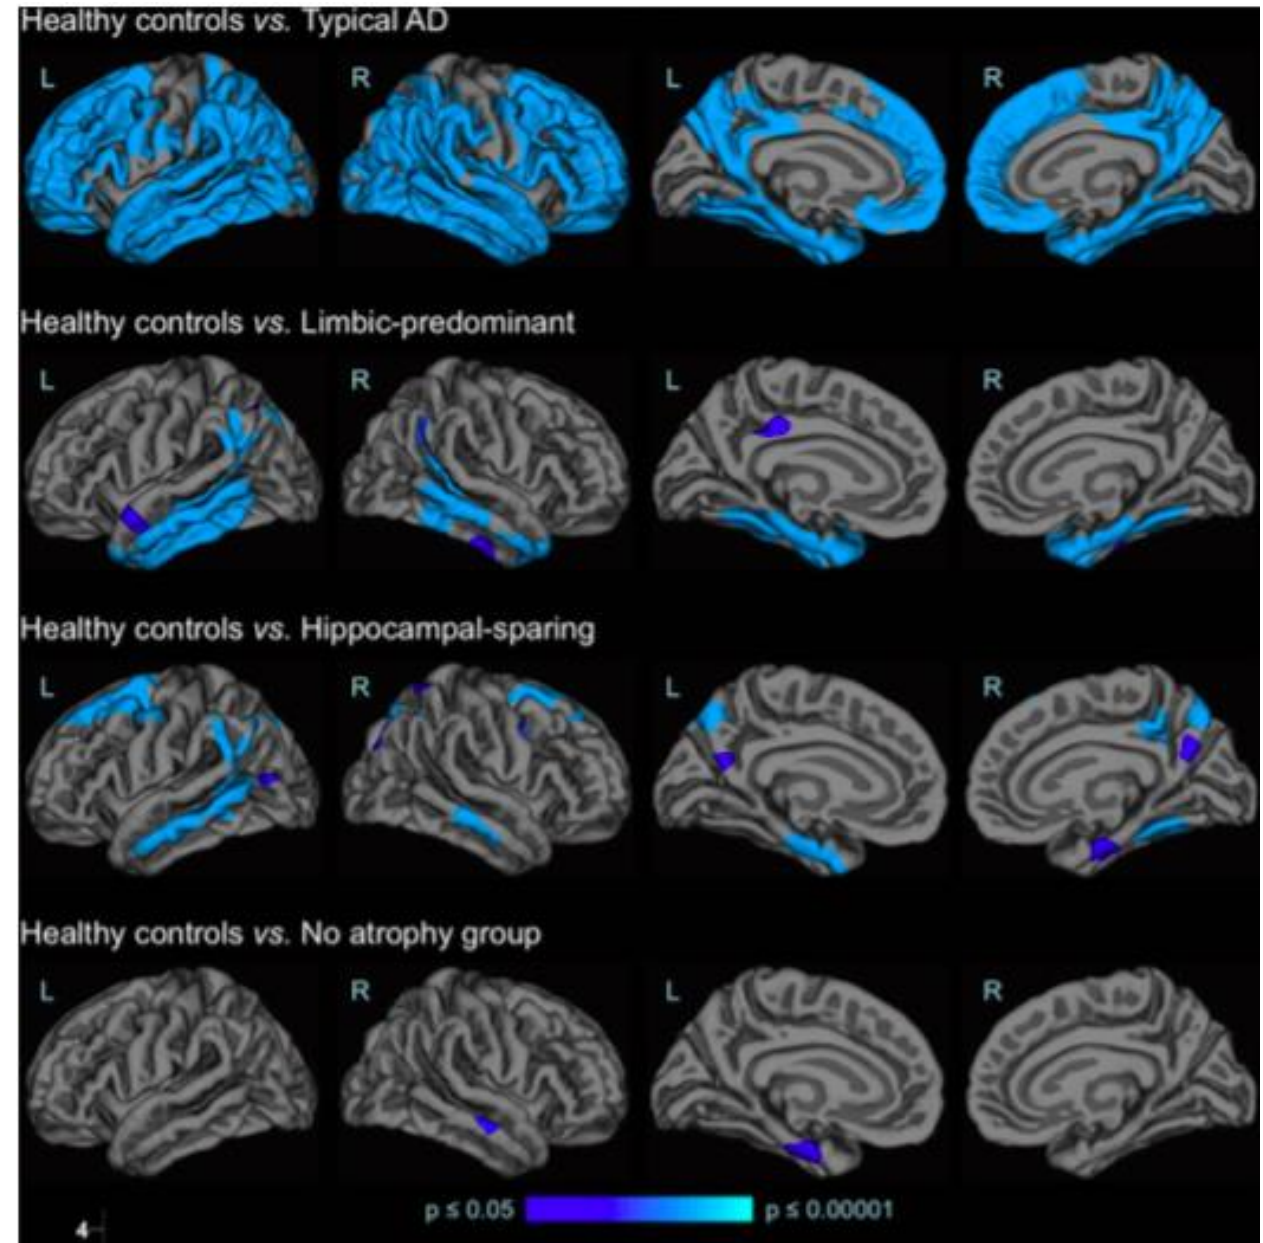 Healthy controls vs. Typical AD
L R L R
Healthy controls vs. Limbic-predominant
L R L R
Healthy controls vs. Hippocampal-sparing
L R L R
Healthy controls vs. No atrophy group
L R L R
p ≤ 0.05 p ≤ 0.00001
4